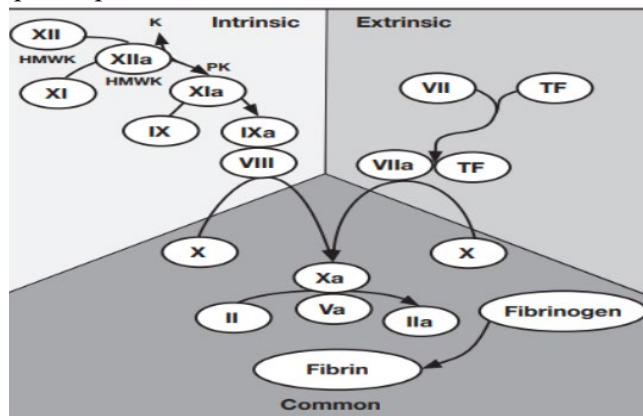 Intrinsic
Extrinsic
XII
K
HMWK
XIIa
PK
XI
HMWK
XIa
VII
TF
IX
IXa
VIII
VIIa
TF
X
X
Xa
II
Va
IIa
Fibrinogen
Fibrin
Common